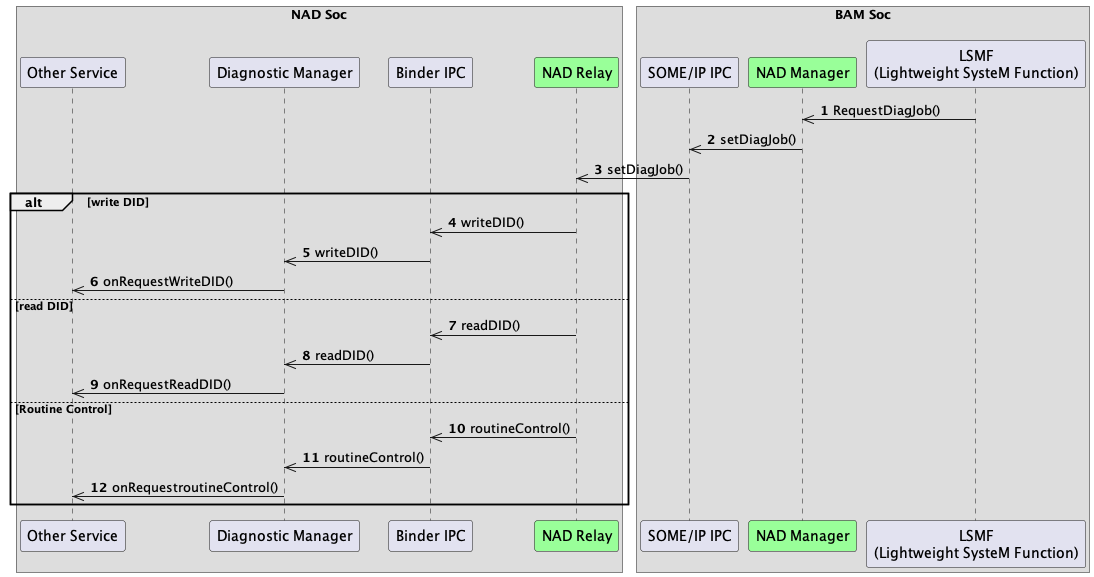 NAD Soc
BAM Soc
Other Service
Diagnostic Manager
Binder IPC
NAD Relay
SOME/IP IPC
NAD Manager
LSMF
(Lightweight SysteM Function)
1 RequestDiagJob()
2 setDiagJob()
3 setDiagJob()
alt [write DID]
4 writeDID()
5 writeDID()
6 onRequestWriteDID()
[read DID]
7 readDID()
8 readDID()
9 onRequestReadDID()
[Routine Control]
10 routineControl()
11 routineControl()
12 onRequestroutineControl()
Other Service
Diagnostic Manager
Binder IPC
NAD Relay
SOME/IP IPC
NAD Manager
LSMF
(Lightweight SysteM Function)